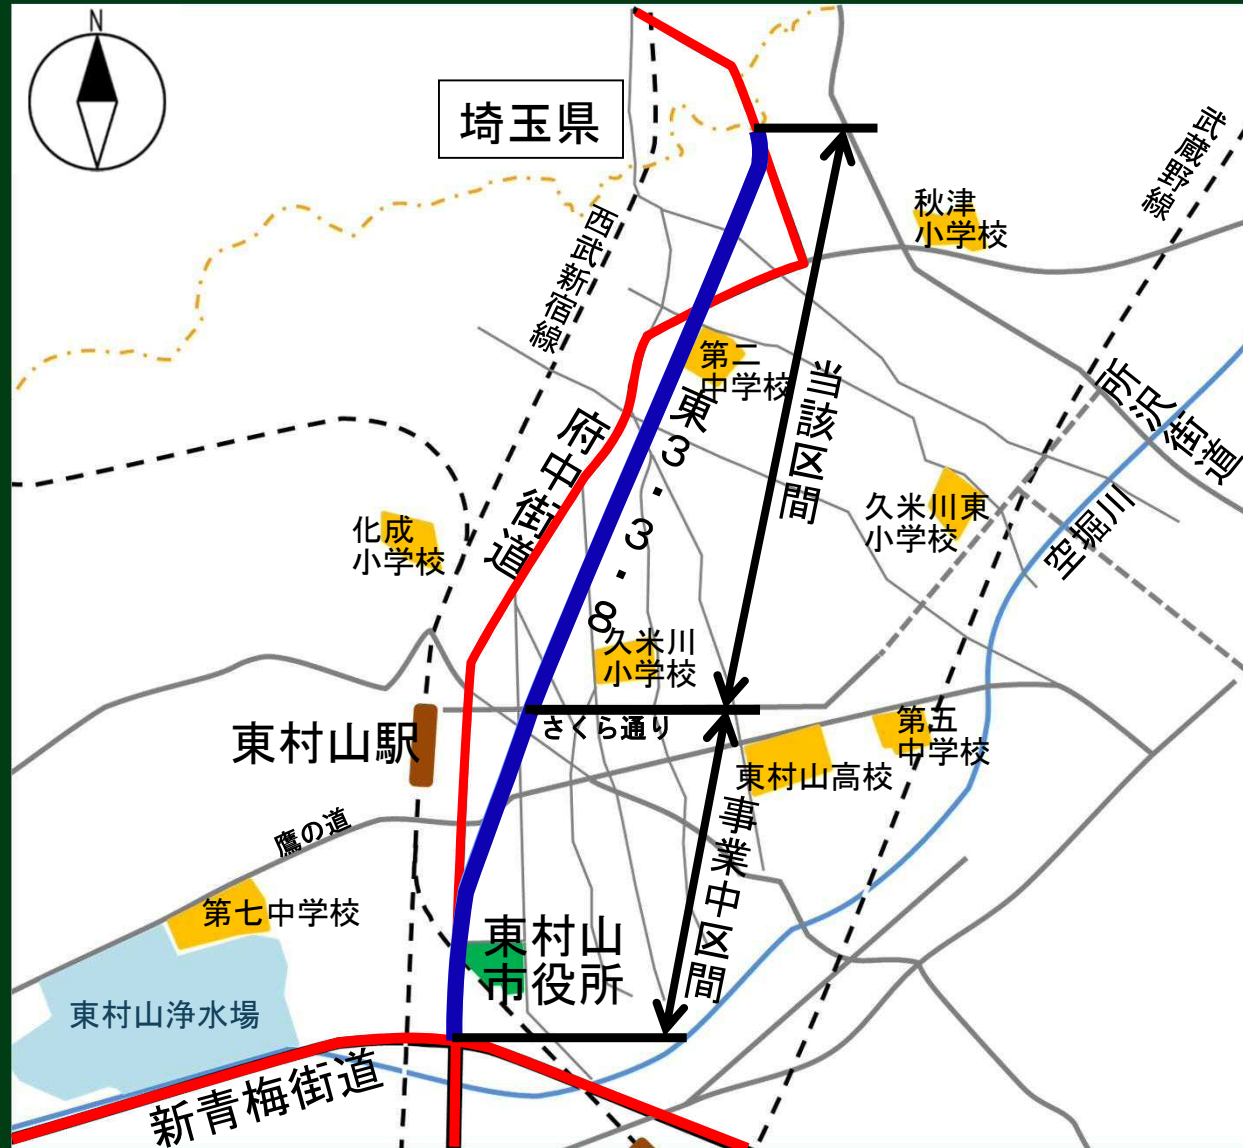 N
埼玉県
武蔵野線
秋津
小学校
西武新宿線
第二
中学校
当該区間
所沢街道
東3・3・8
府中街道
化成
小学校
久米川東
小学校
空堀川
久米川
小学校
さくら通り
東村山駅
第五
中学校
東村山高校
事業中区間
鷹の道
第七中学校
東村山
市役所
東村山浄水場
新青梅街道